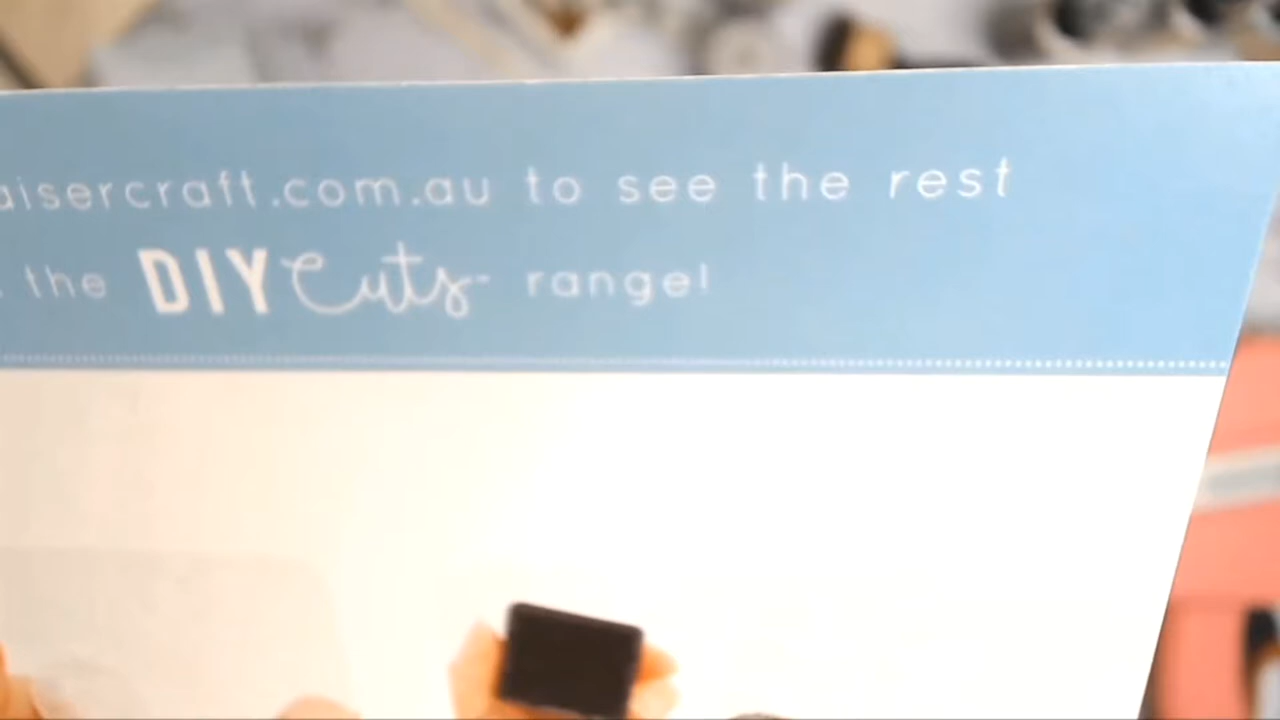 aisercraft.com.au to see the rest
the DIY Cuts range!